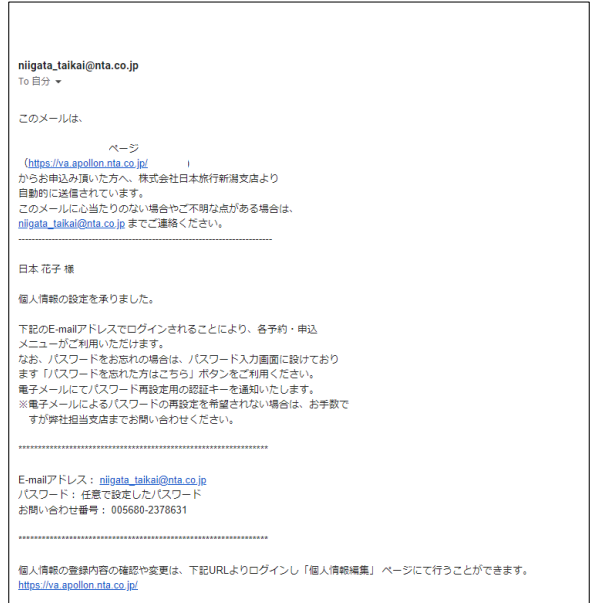 niigata_taikai@nta.co.jp
To 自分
このメールは、
ページ
（https://va.apollon.nta.co.jp/ ）
からお申込み頂いた方へ、株式会社日本旅行新潟支店より
自動的に送信されています。
このメールに心当たりのない場合やご不明な点がある場合は、
niigata_taikai@nta.co.jp までご連絡ください。
----------------------------------------------------------------------------
日本 花子 様
個人情報の設定を承りました。
下記のE-mailアドレスでログインされることにより、各予約・申込
メニューがご利用いただけます。
なお、パスワードをお忘れの場合は、パスワード入力画面に設けており
ます「パスワードを忘れた方はこちら」ボタンをご利用ください。
電子メールにてパスワード再設定用の認証キーを通知いたします。
※電子メールによるパスワードの再設定を希望されない場合は、お手数で
すが弊社担当支店までお問い合わせください。
****************************************************************
E-mailアドレス： niigata_taikai@nta.co.jp
パスワード： 任意で設定したパスワード
お問い合わせ番号： 005680-2378631
****************************************************************
個人情報の登録内容の確認や変更は、下記URLよりログインし「個人情報編集」 ページにて行うことができます。
https://va.apollon.nta.co.jp/